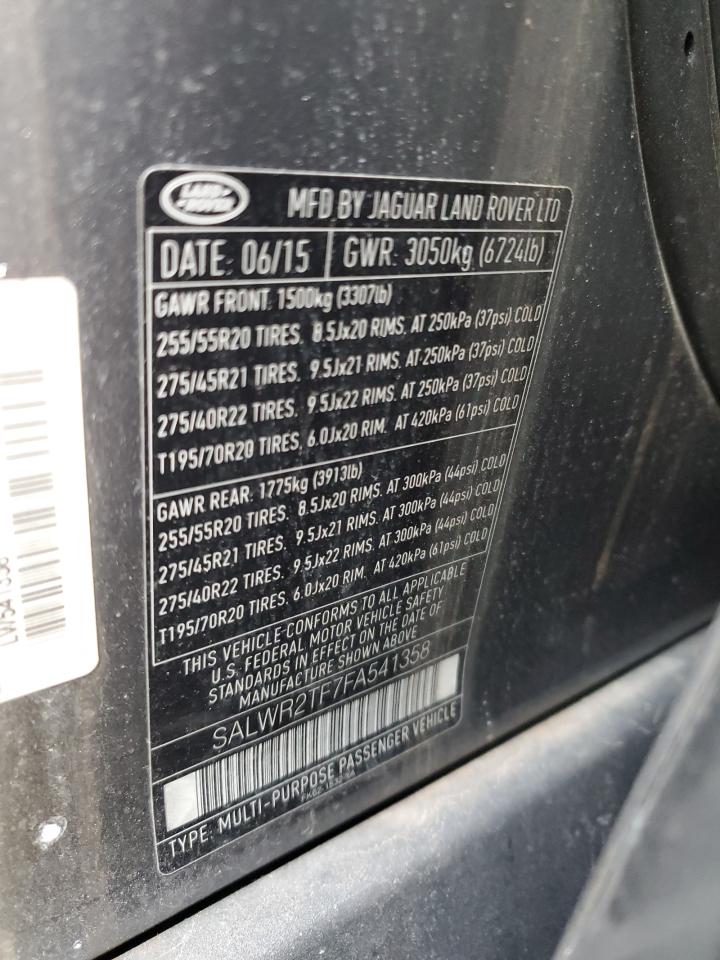 LAND
ROVER
MFD BY JAGUAR LAND ROVER LTD
DATE: 06/15
GWR: 3050kg (6724lb)
GAWR FRONT. 1500kg (3307lb)
255/55R20 TIRES. 8.5Jx20 RIMS. AT 250kPa (37psi) COLD
275/45R21 TIRES. 9.5Jx21 RIMS. AT 250kPa (37psi) COLD
275/40R22 TIRES. 9.5Jx22 RIMS. AT 250kPa (37psi) COLD
T195/70R20 TIRES. 6.0Jx20 RIM. AT 420kPa (61psi) COLD
GAWR REAR. 1775kg (3913lb)
255/55R20 TIRES. 8.5Jx20 RIMS. AT 300kPa (44psi) COLD
275/45R21 TIRES. 9.5Jx21 RIMS. AT 300kPa (44psi) COLD
275/40R22 TIRES. 9.5Jx22 RIMS. AT 300kPa (44psi) COLD
T195/70R20 TIRES. 6.0Jx20 RIM. AT 420kPa (61psi) COLD
THIS VEHICLE CONFORMS TO ALL APPLICABLE
U.S. FEDERAL MOTOR VEHICLE SAFETY
STANDARDS IN EFFECT ON THE DATE OF
MANUFACTURE SHOWN ABOVE
SALWR2TF7FA541358
TYPE: MULTI-PURPOSE PASSENGER VEHICLE